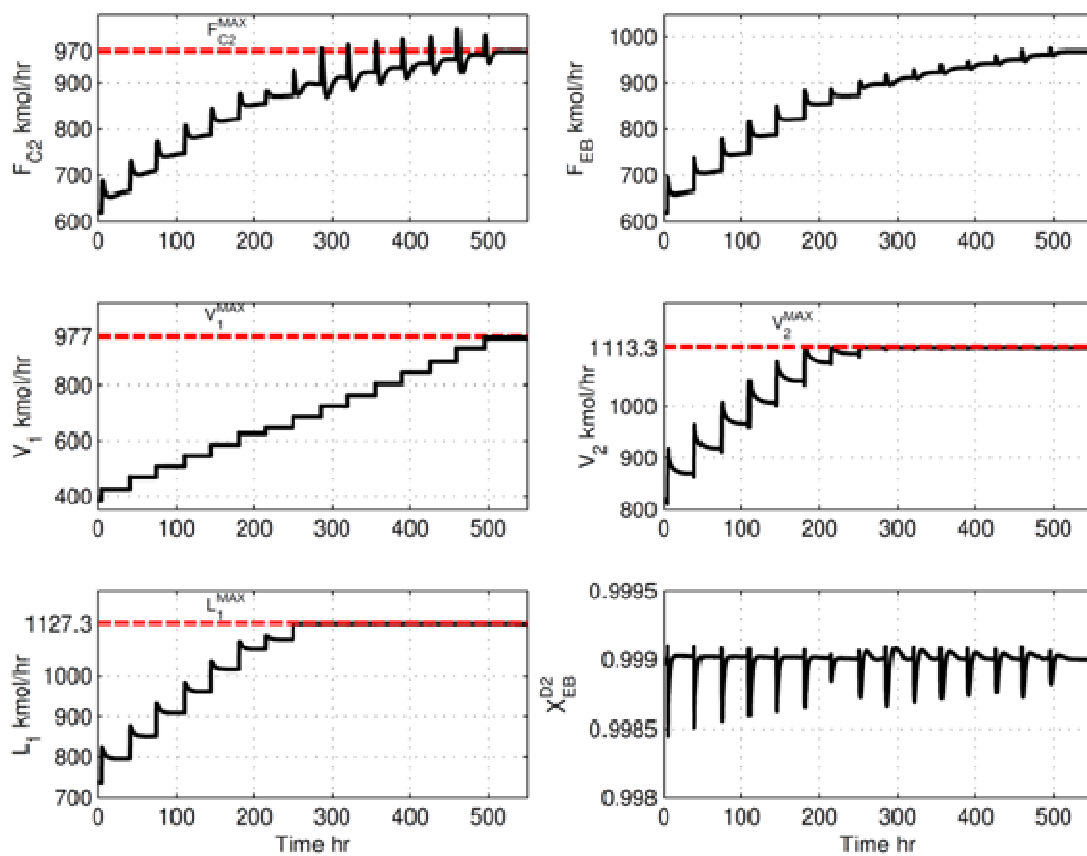 F_C2^MAX
970
900
800
700
600
F_C2 kmol/hr
0 100 200 300 400 500
1000
900
800
700
600
F_EB kmol/hr
0 100 200 300 400 500
V_1^MAX
977
800
600
400
V_1 kmol/hr
0 100 200 300 400 500
V_2^MAX
1113.3
1000
900
800
V_2 kmol/hr
0 100 200 300 400 500
L_1^MAX
1127.3
1000
900
800
700
L_1 kmol/hr
0 100 200 300 400 500
Time hr
0.9995
0.999
0.9985
0.998
X_EB^D2
0 100 200 300 400 500
Time hr